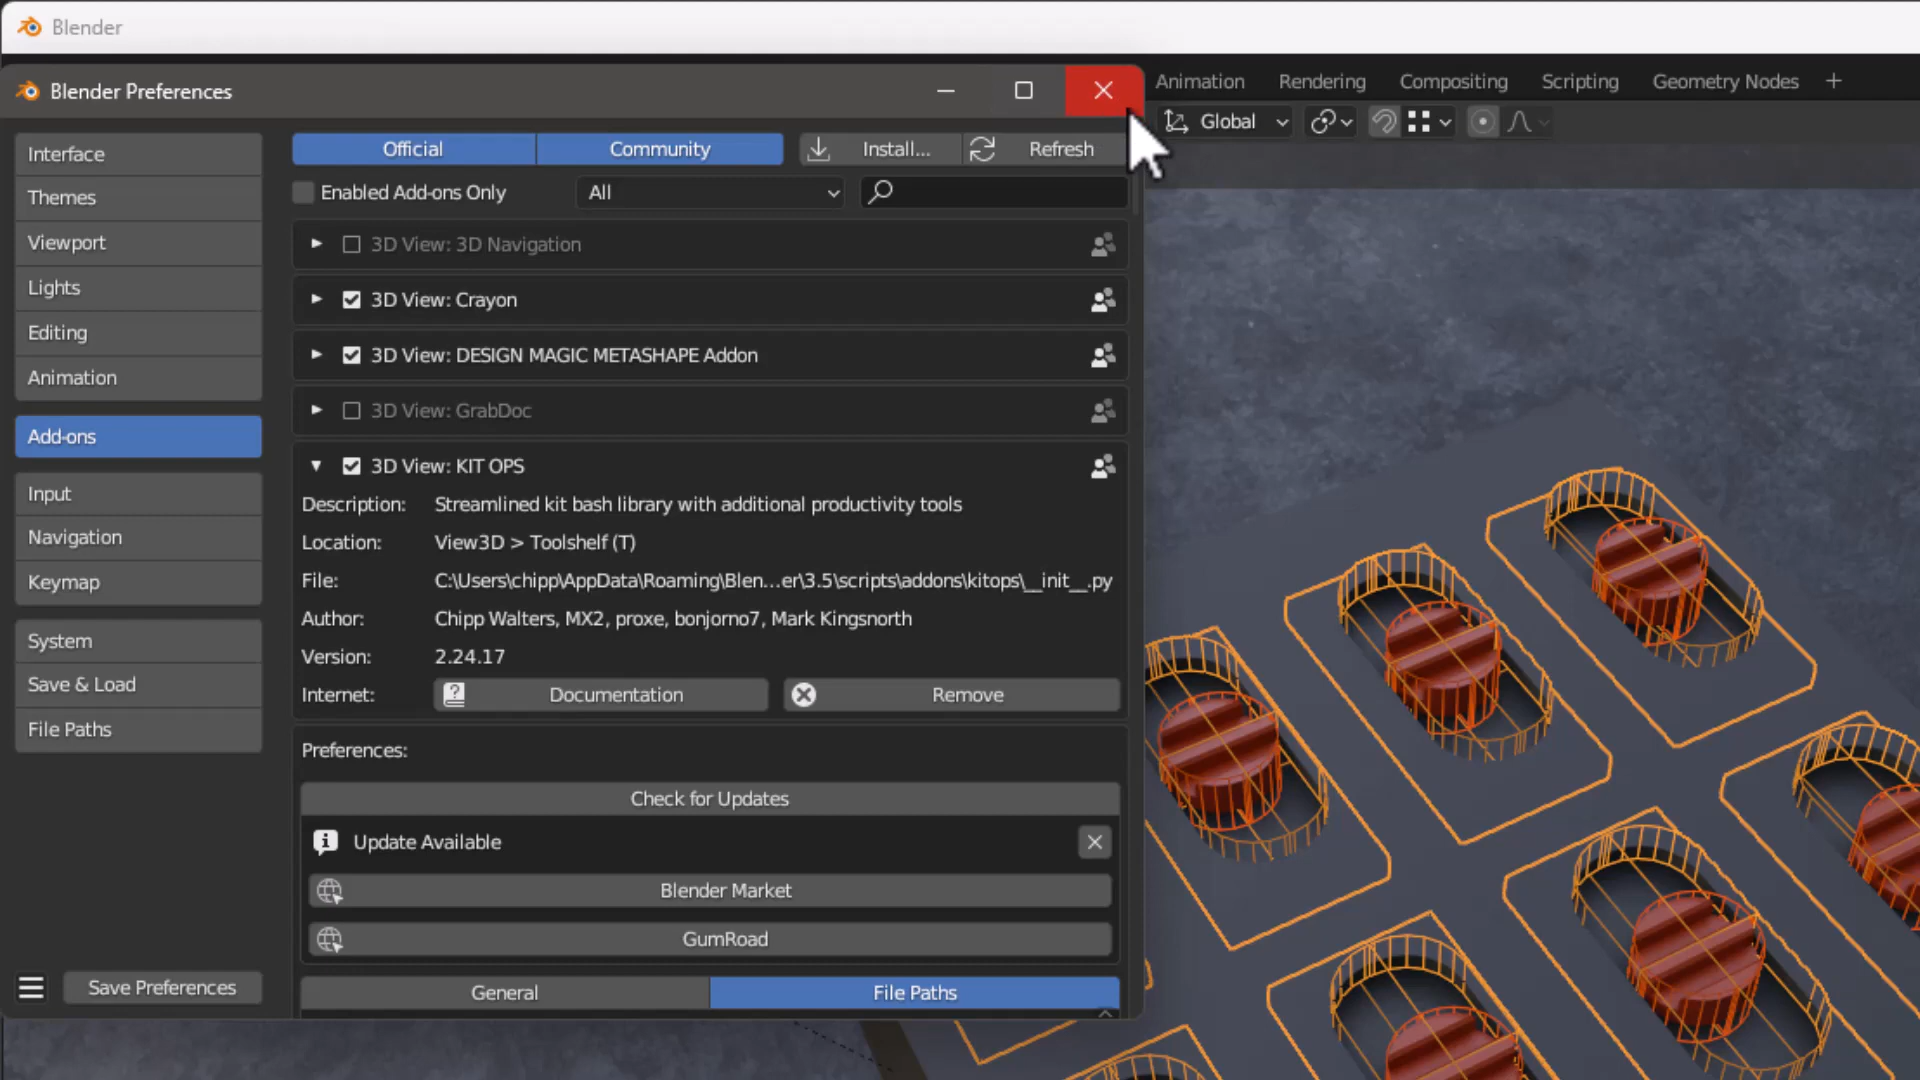 Blender
Blender Preferences
Animation Rendering Compositing Scripting Geometry Nodes +
Global
Interface
Themes
Viewport
Lights
Editing
Animation
Add-ons
Input
Navigation
Keymap
System
Save & Load
File Paths
Save Preferences
Official Community Install... Refresh
Enabled Add-ons Only All
3D View: 3D Navigation
3D View: Crayon
3D View: DESIGN MAGIC METASHAPE Addon
3D View: GrabDoc
3D View: KIT OPS
Description: Streamlined kit bash library with additional productivity tools
Location: View3D > Toolshelf (T)
File: C:\Users\chipp\AppData\Roaming\Blen...er\3.5\scripts\addons\kitops\__init__.py
Author: Chipp Walters, MX2, proxe, bonjorno7, Mark Kingsnorth
Version: 2.24.17
Internet: Documentation Remove
Preferences:
Check for Updates
Update Available
Blender Market
GumRoad
General File Paths